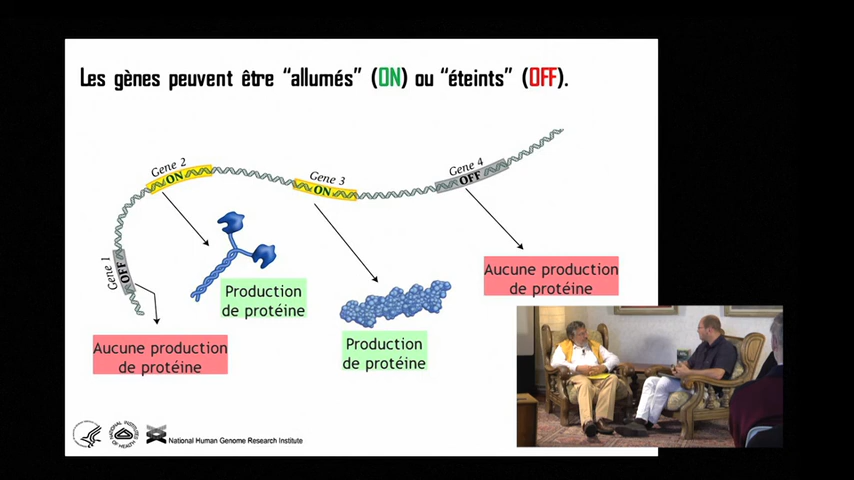 Les gènes peuvent être “allumés” (ON) ou “éteints” (OFF).
Gene 2
ON
Gene 3
ON
Gene 4
OFF
Gene 1
OFF
Aucune production
de protéine
Production
de protéine
Production
de protéine
Aucune production
de protéine
National Human Genome Research Institute